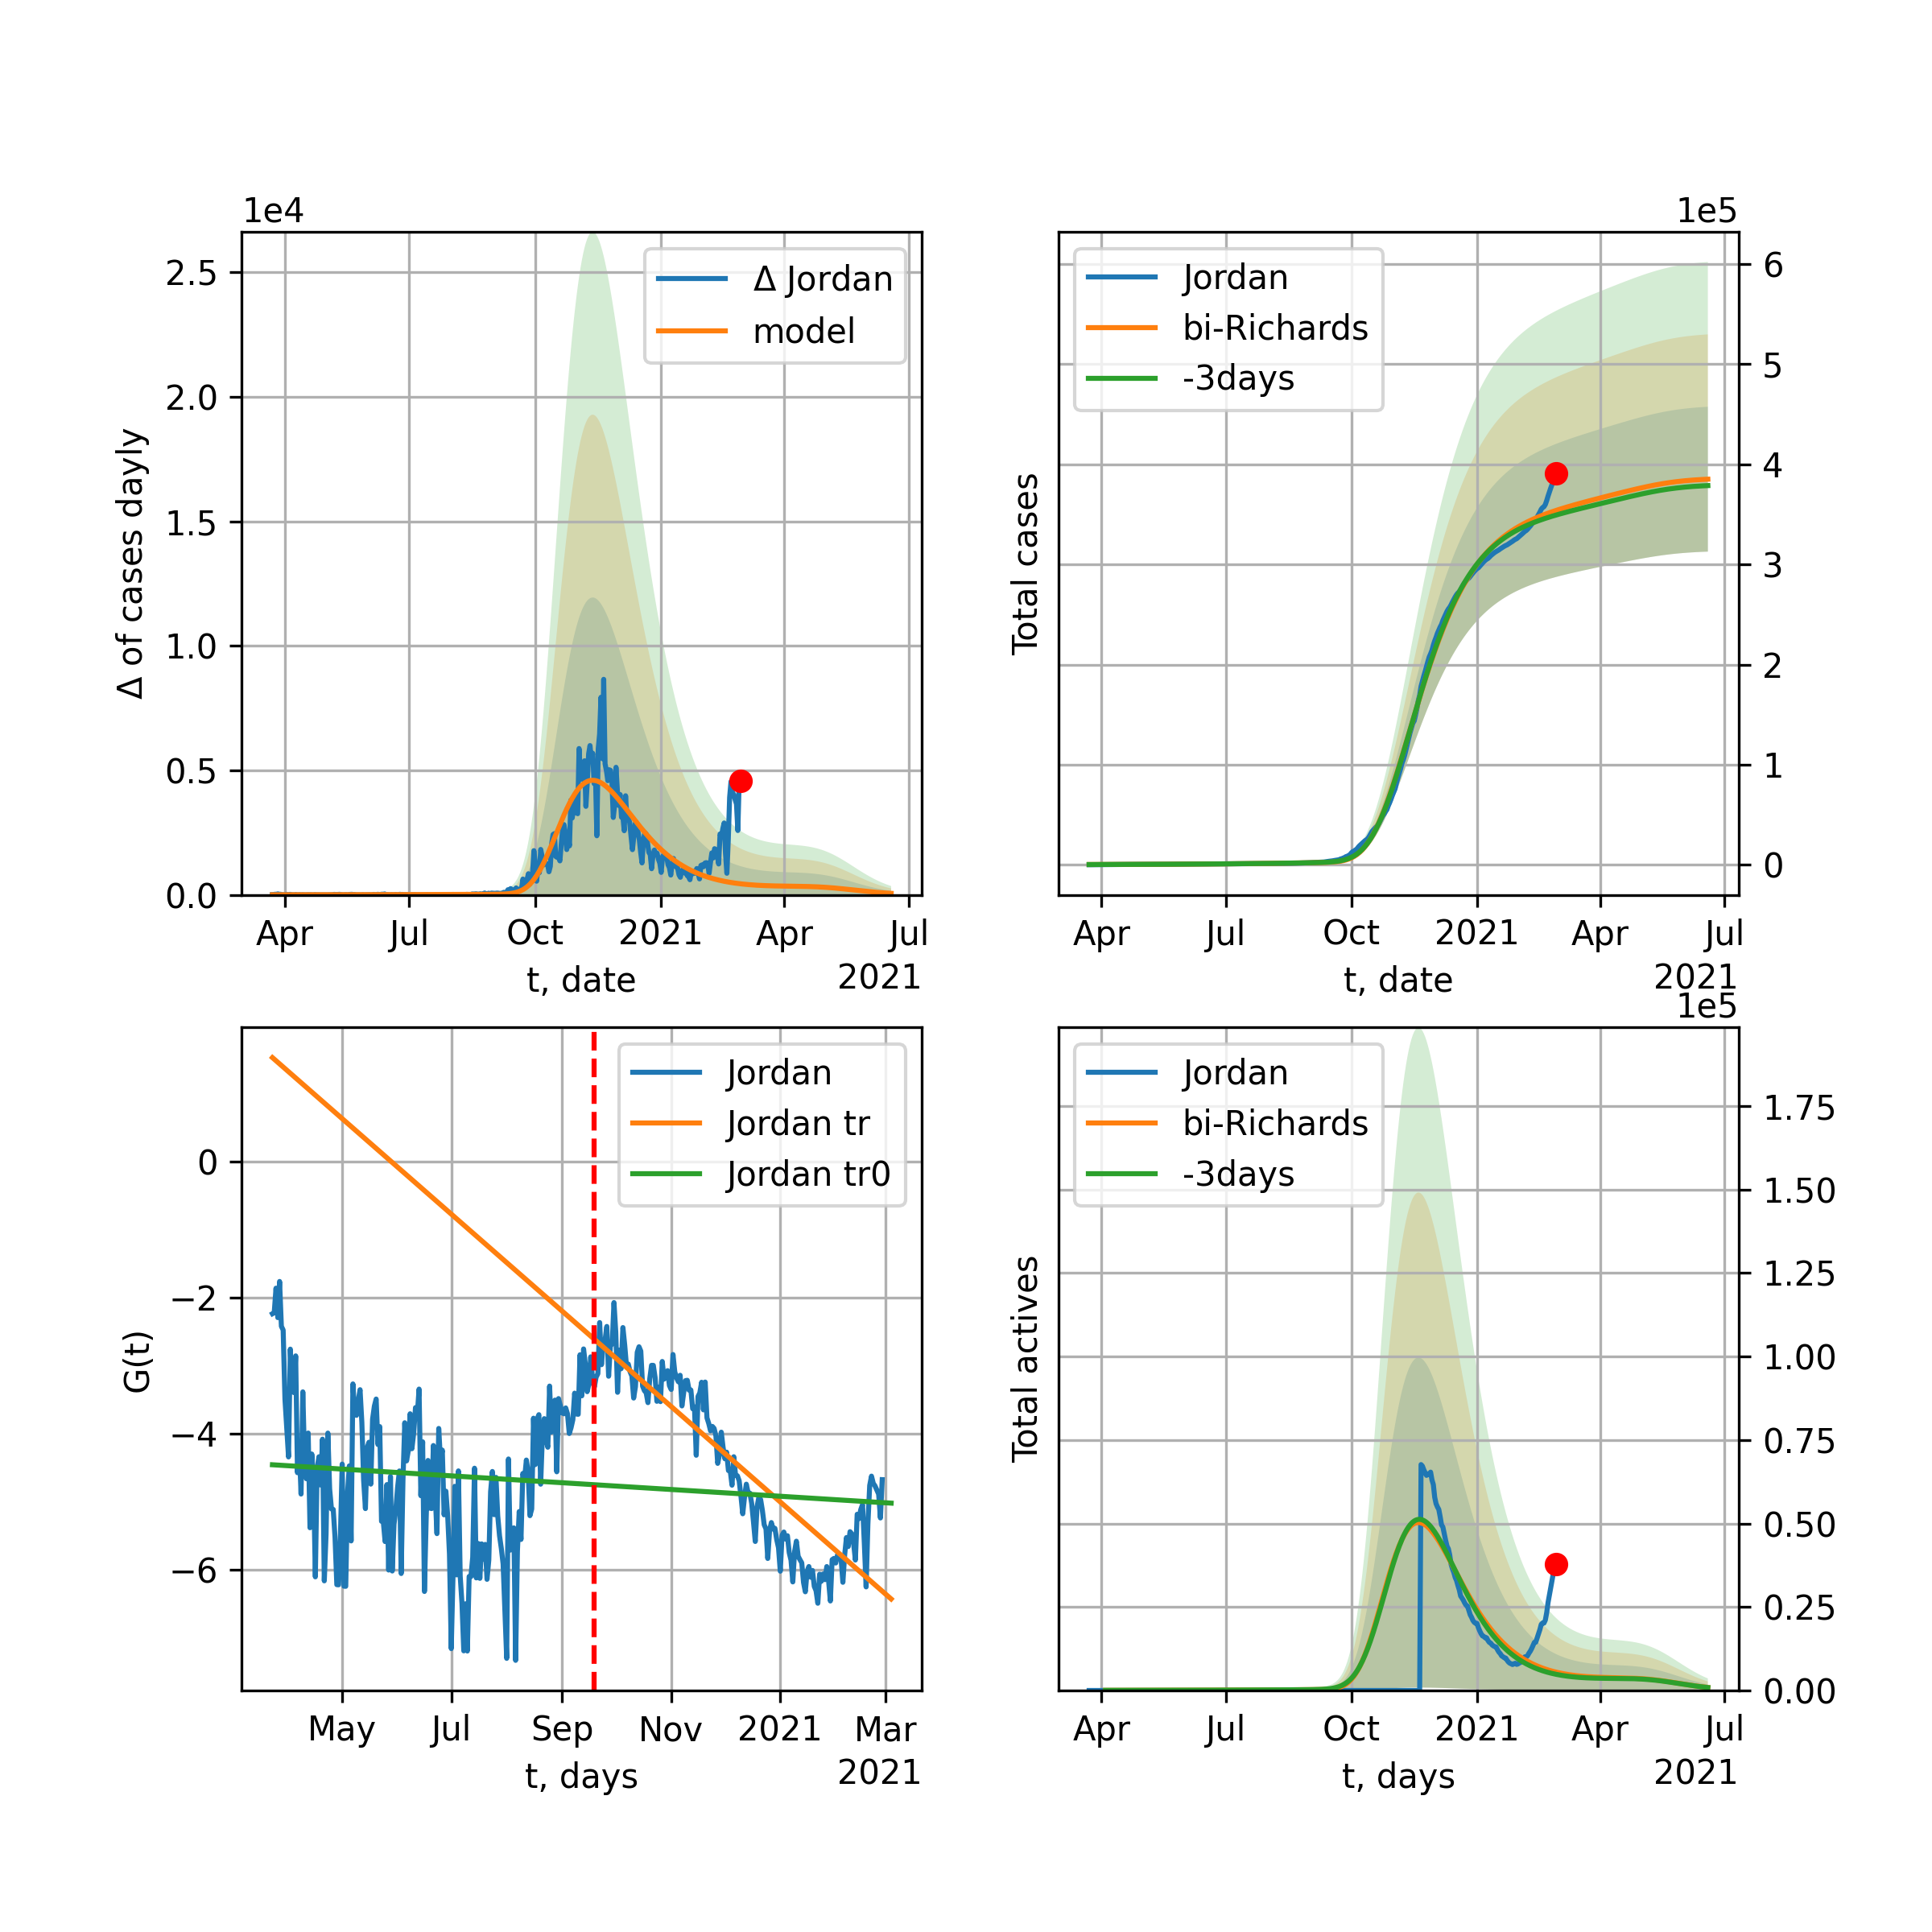 1e4
2.5
2.0
1.5
1.0
0.5
0.0
Δ of cases dayly
Δ Jordan
model
Apr Jul Oct 2021 Apr Jul
t, date
2021
1e5
Jordan
bi-Richards
-3days
Total cases
6
5
4
3
2
1
0
Apr Jul Oct 2021 Apr Jul
t, date
2021
G(t)
0
−2
−4
−6
Jordan
Jordan tr
Jordan tr0
May Jul Sep Nov 2021 Mar
t, days
2021
1e5
Jordan
bi-Richards
-3days
Total actives
1.75
1.50
1.25
1.00
0.75
0.50
0.25
0.00
Apr Jul Oct 2021 Apr Jul
t, days
2021